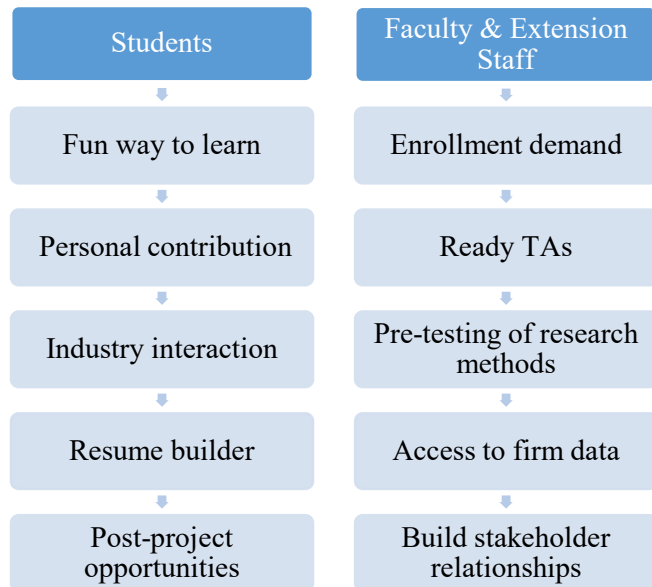 Students
Fun way to learn
Personal contribution
Industry interaction
Resume builder
Post-project
opportunities
Faculty & Extension
Staff
Enrollment demand
Ready TAs
Pre-testing of research
methods
Access to firm data
Build stakeholder
relationships